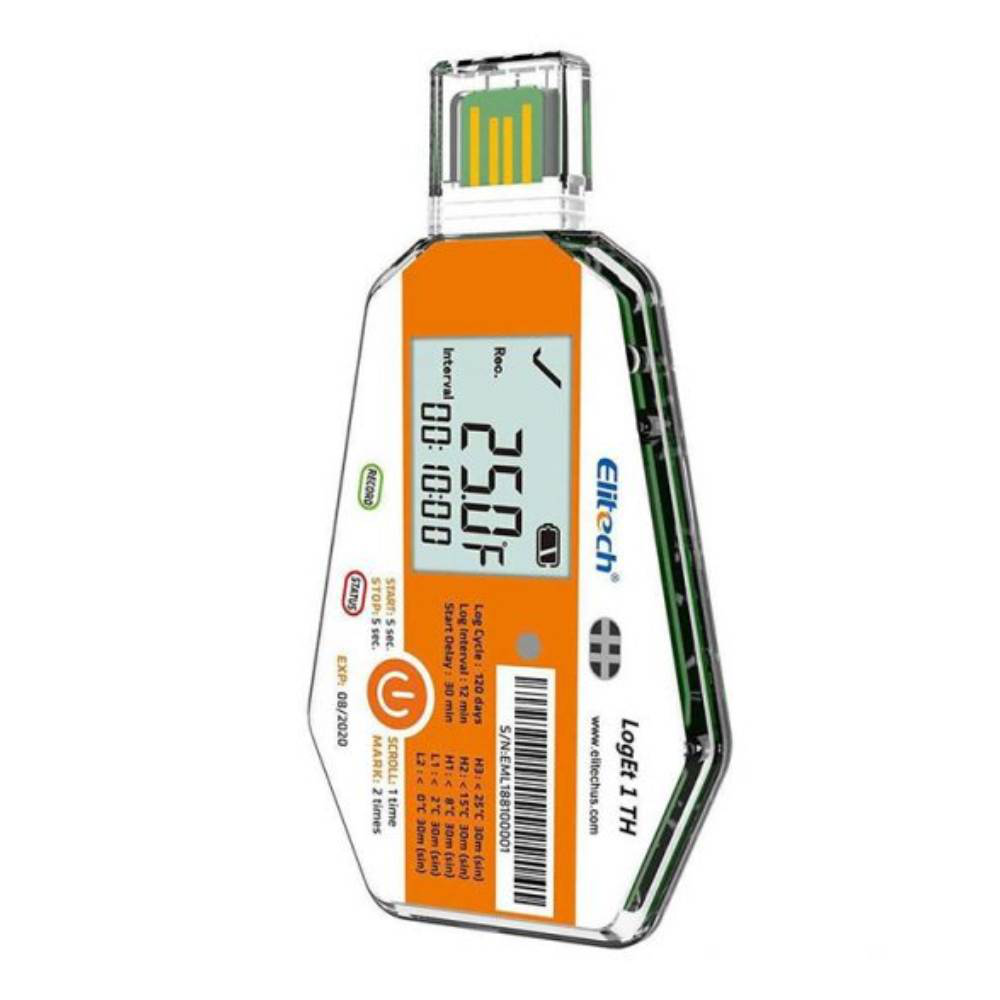 Elitech®
LogEt 1 TH
www.elitechus.com
✓
Rec.
25.0°F
Interval
00:10:00
S/N:EML188100001
Log Cycle : 120 days
Log Interval : 12 min
Start Delay : 30 min
H3: < 25°C 30m (sin)
H2: < 15°C 30m (sin)
H1: < 8°C 30m (sin)
L1: < 2°C 30m (sin)
L2: < 0°C 30m (sin)
RECORD
STATUS
START: 5 sec.
STOP: 5 sec.
SCROLL: 1 time
MARK: 2 times
EXP: 08/2020